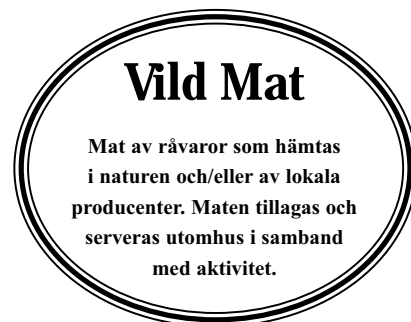 Vild Mat
Mat av råvaror som hämtas
i naturen och/eller av lokala
producenter. Maten tillagas och
serveras utomhus i samband
med aktivitet.